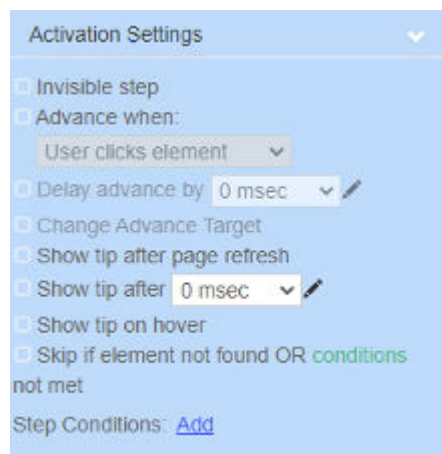 Activation Settings
Invisible step
Advance when:
User clicks element
Delay advance by 0 msec
Change Advance Target
Show tip after page refresh
Show tip after 0 msec
Show tip on hover
Skip if element not found OR conditions
not met
Step Conditions: Add